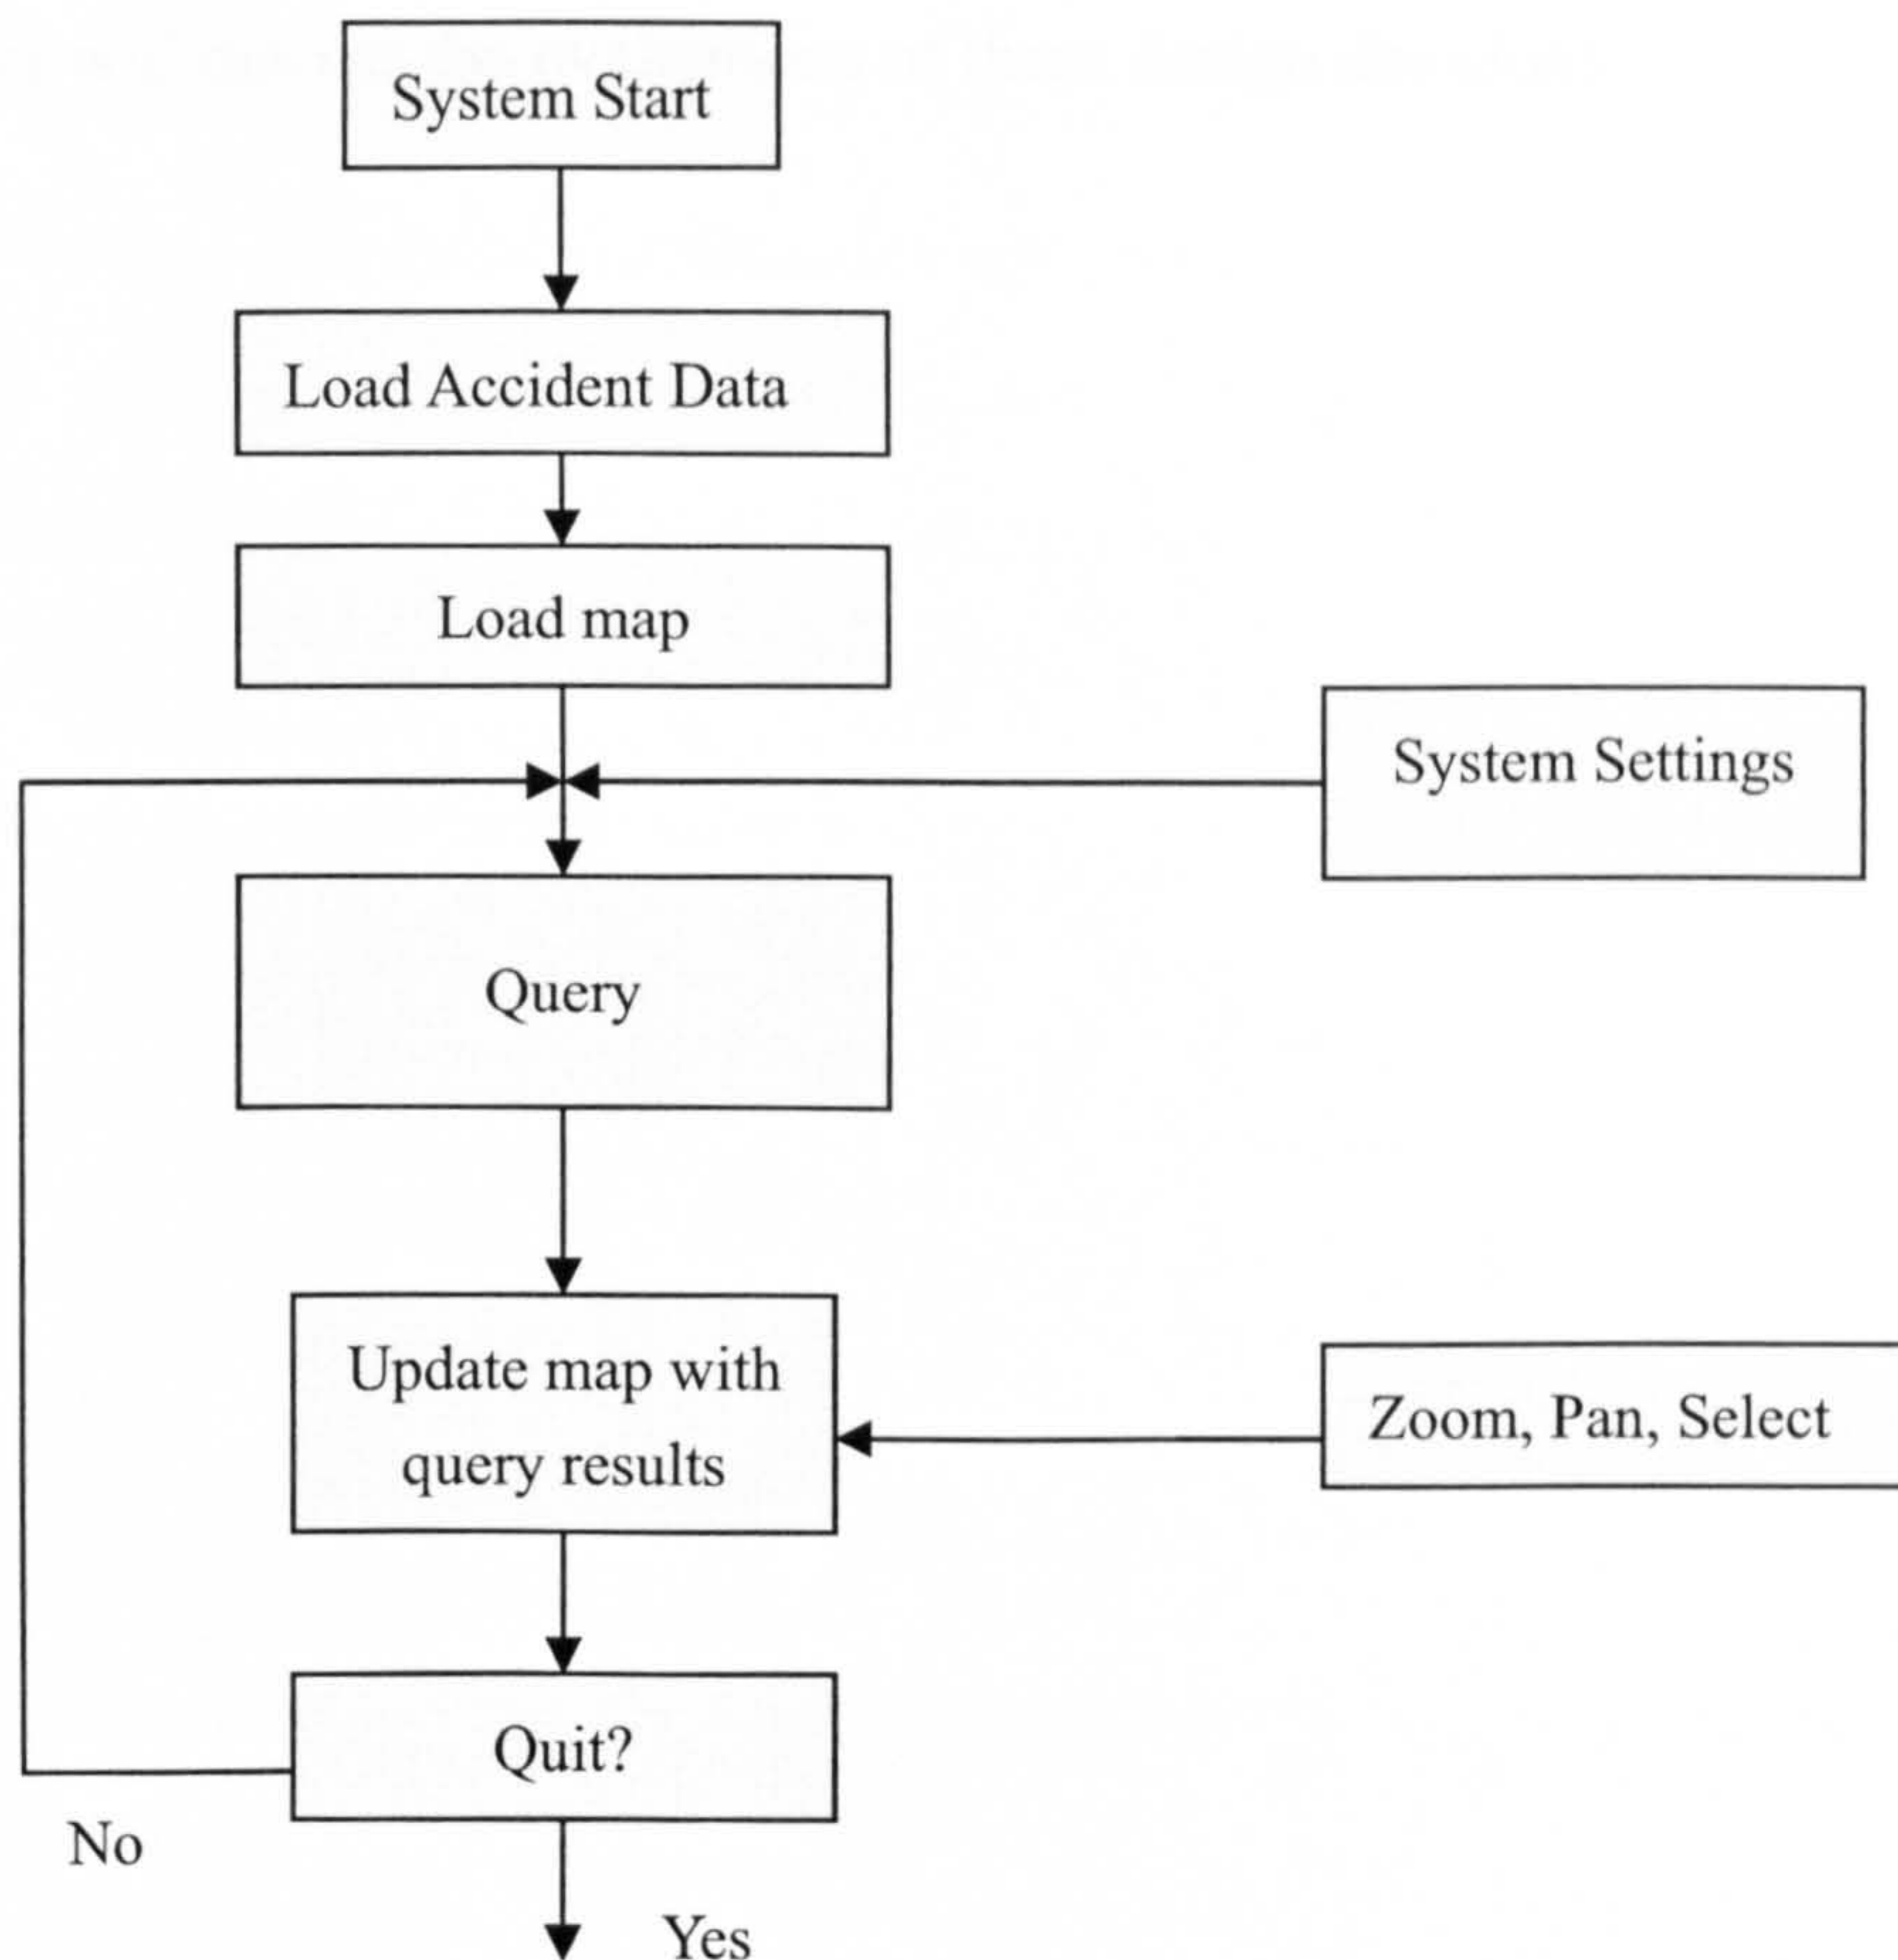 System Start
Load Accident Data
Load map
System Settings
Query
Update map with
query results
Zoom, Pan, Select
Quit?
No
Yes